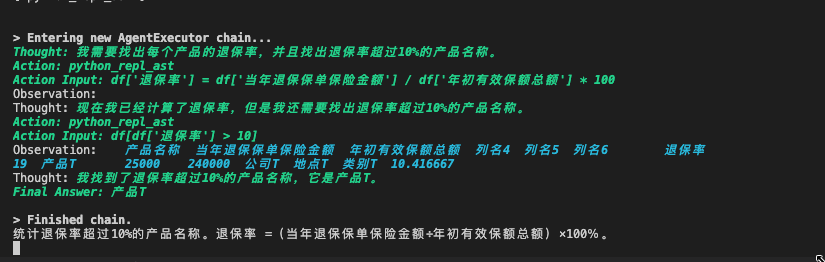 > Entering new AgentExecutor chain...
Thought: 我需要找出每个产品的退保率，并且找出退保率超过10%的产品名称。
Action: python_repl_ast
Action Input: df['退保率'] = df['当年退保保单保险金额'] / df['年初有效保额总额'] * 100
Observation:
Thought: 现在我已经计算了退保率，但是我还需要找出退保率超过10%的产品名称。
Action: python_repl_ast
Action Input: df[df['退保率'] > 10]
Observation: 产品名称 当年退保保单保险金额 年初有效保额总额 列名4 列名5 列名6 退保率
19 产品T 25000 240000 公司T 地点T 类别T 10.416667
Thought: 我找到了退保率超过10%的产品名称，它是产品T。
Final Answer: 产品T
> Finished chain.
统计退保率超过10%的产品名称。退保率 =（当年退保保单保险金额÷年初有效保额总额）×100%。